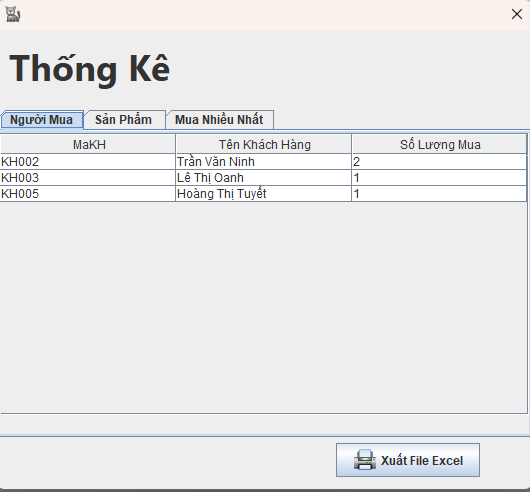 Thống Kê
Người Mua Sản Phẩm Mua Nhiều Nhất
MaKH Tên Khách Hàng Số Lượng Mua
KH002 Trần Văn Ninh 2
KH003 Lê Thị Oanh 1
KH005 Hoàng Thị Tuyết 1
Xuất File Excel